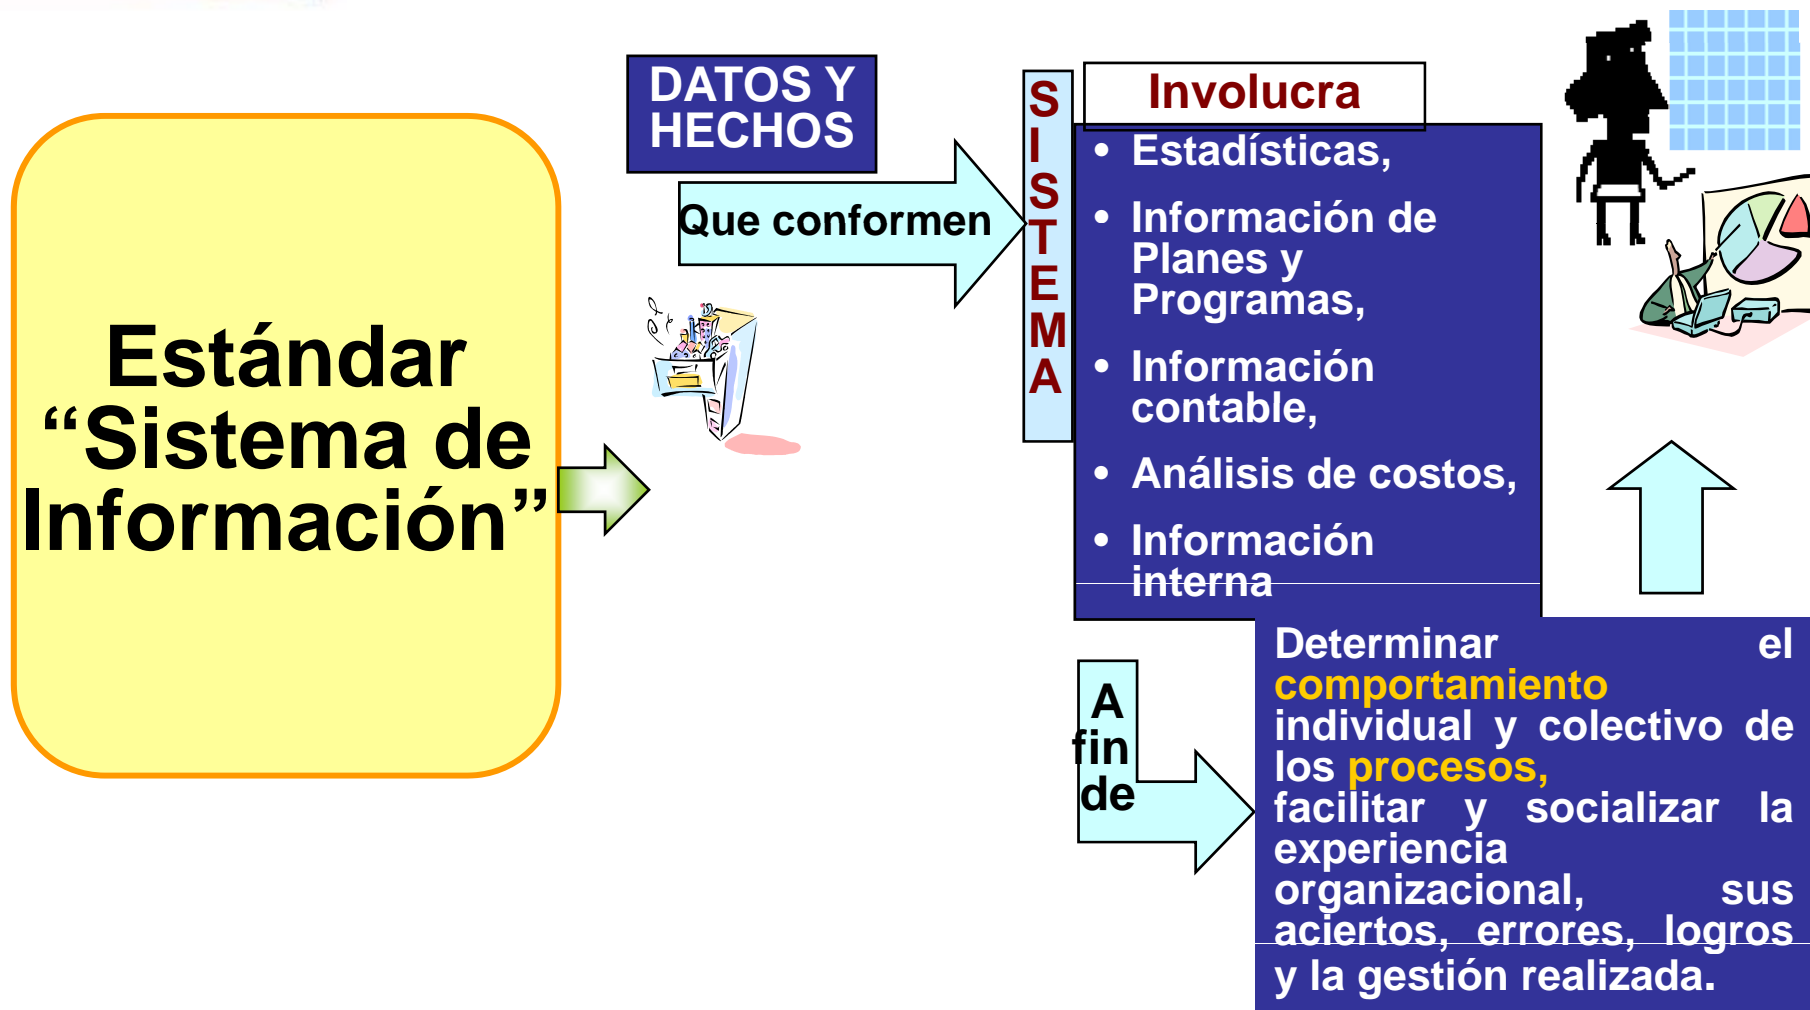 Estándar
“Sistema de
Información”
DATOS Y
HECHOS
Que conformen
S
I
S
T
E
M
A
Involucra
• Estadísticas,
• Información de
Planes y
Programas,
• Información
contable,
• Análisis de costos,
• Información
interna
A
fin
de
Determinar el
comportamiento
individual y colectivo de
los procesos,
facilitar y socializar la
experiencia
organizacional, sus
aciertos, errores, logros
y la gestión realizada.